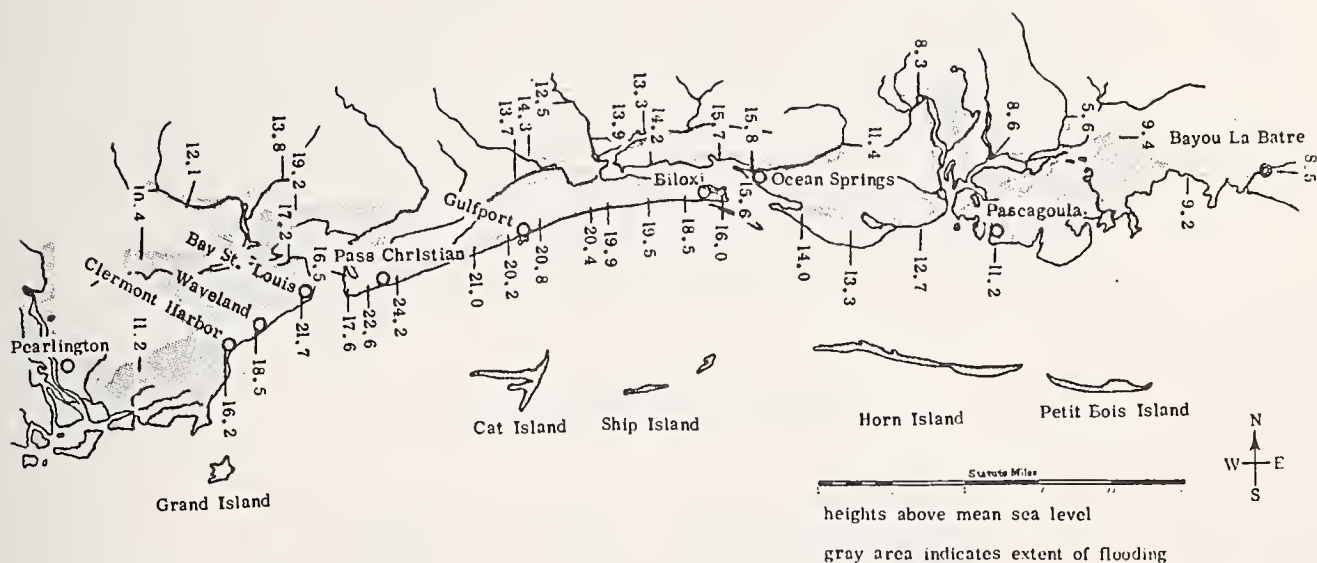 8.3
12.5
13.3
14.3
13.7
13.9
14.2
15.7
15.8
11.4
8.6
5.6
9.4
Bayou La Batre
13.8
19.2
12.1
17.2
10.4
Biloxi
15.6
Ocean Springs
9.2
Gulfport
Pascagoula
Bay St. Louis
16.5
Pass Christian
Waveland
Clermont Harbor
21.0
20.2
20.8
20.4
19.9
19.5
18.5
16.0
14.0
13.3
12.7
11.2
Pearlington
11.2
21.7
17.6
22.6
24.2
18.5
16.2
Cat Island
Ship Island
Horn Island
Petit Bois Island
Grand Island
N
W E
S
Statute Miles
heights above mean sea level
gray area indicates extent of flooding